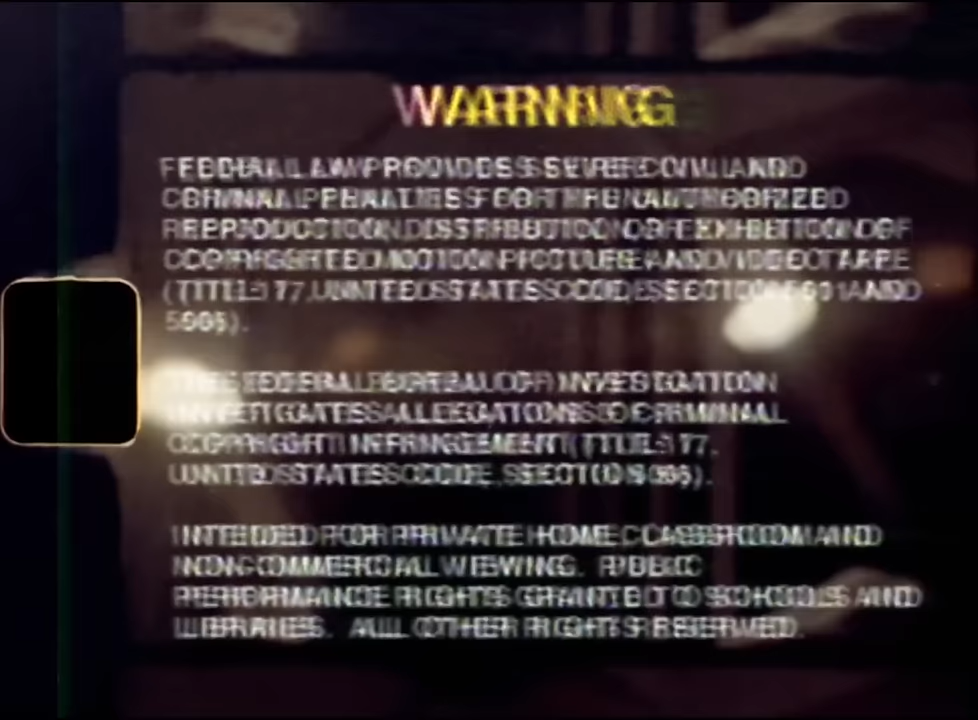 WARNING
FEDERAL LAW PROVIDES SEVERE CIVIL AND
CRIMINAL PENALTIES FOR THE UNAUTHORIZED
REPRODUCTION, DISTRIBUTION OR EXHIBITION OF
COPYRIGHTED MOTION PICTURES AND VIDEOTAPE
(TITLE 17, UNITED STATES CODE, SECTION 501 AND
506).
THE FEDERAL BUREAU OF INVESTIGATION
INVESTIGATES ALLEGATIONS OF CRIMINAL
COPYRIGHT INFRINGEMENT (TITLE 17,
UNITED STATES CODE, SECTION 506).
INTENDED FOR PRIVATE HOME, CLASSROOM AND
NON-COMMERCIAL VIEWING. PUBLIC
PERFORMANCE RIGHTS GRANTED TO SCHOOLS AND
LIBRARIES. ALL OTHER RIGHTS RESERVED.